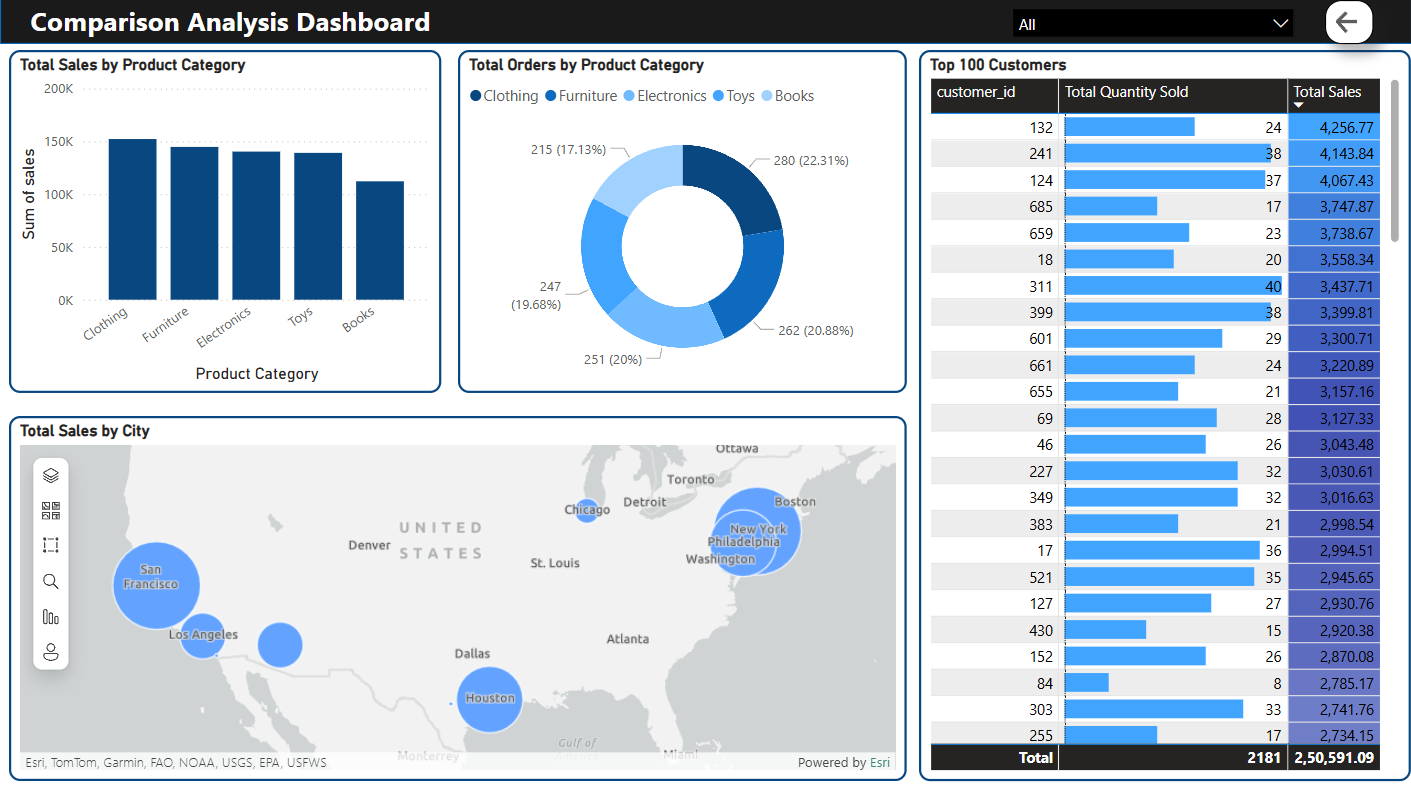 Comparison Analysis Dashboard
All
Total Sales by Product Category
200K
150K
100K
50K
0K
Sum of sales
Clothing
Furniture
Electronics
Toys
Books
Product Category
Total Orders by Product Category
Clothing Furniture Electronics Toys Books
215 (17.13%)
280 (22.31%)
247
(19.68%)
262 (20.88%)
251 (20%)
Total Sales by City
Ottawa
Toronto
Boston
Detroit
Chicago
UNITED
STATES
New York
Philadelphia
Denver
Washington
St. Louis
San
Francisco
Los Angeles
Atlanta
Dallas
Houston
Gulf of
Monterrey
Miami
Esri, TomTom, Garmin, FAO, NOAA, USGS, EPA, USFWS
Powered by Esri
Top 100 Customers
customer_id Total Quantity Sold Total Sales
132 24 4,256.77
241 38 4,143.84
124 37 4,067.43
685 17 3,747.87
659 23 3,738.67
18 20 3,558.34
311 40 3,437.71
399 38 3,399.81
601 29 3,300.71
661 24 3,220.89
655 21 3,157.16
69 28 3,127.33
46 26 3,043.48
227 32 3,030.61
349 32 3,016.63
383 21 2,998.54
17 36 2,994.51
521 35 2,945.65
127 27 2,930.76
430 15 2,920.38
152 26 2,870.08
84 8 2,785.17
303 33 2,741.76
255 17 2,734.15
Total 2181 2,50,591.09